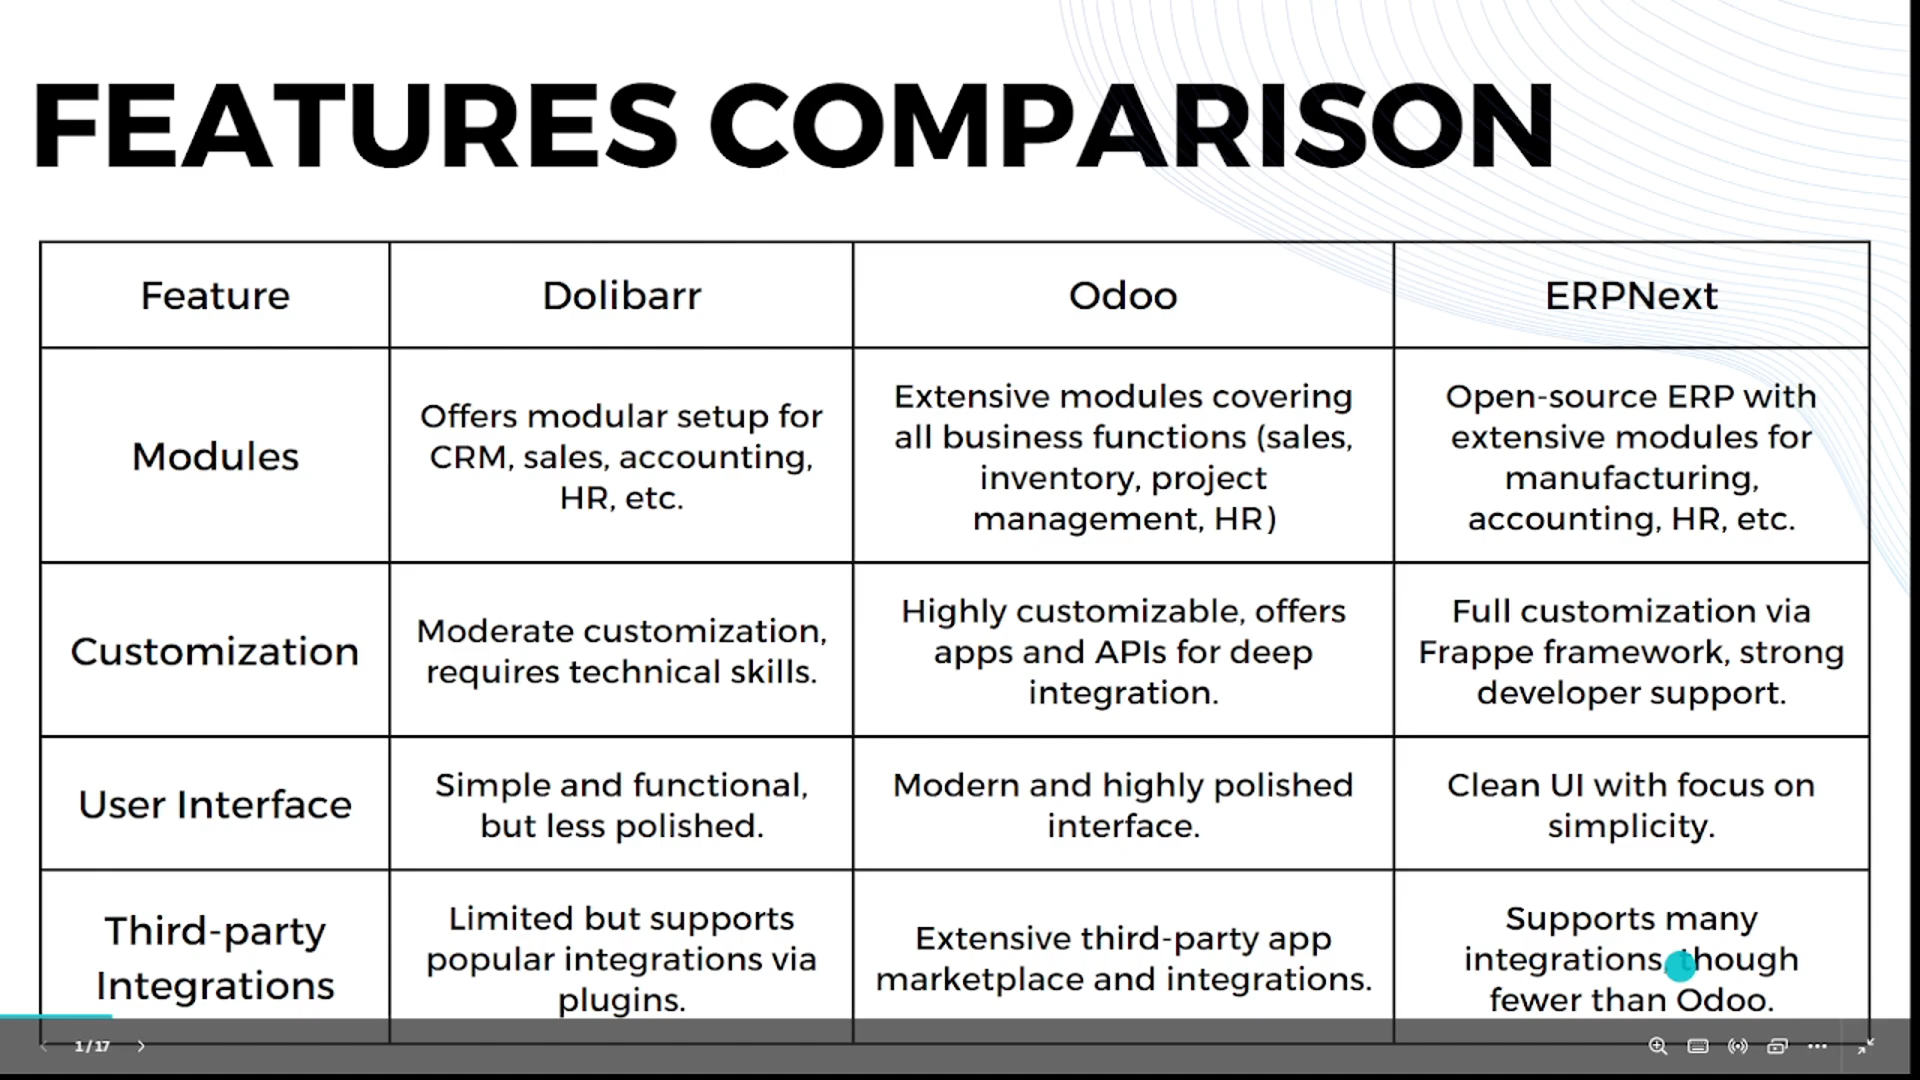 FEATURES COMPARISON
Feature
Dolibarr
Odoo
ERPNext
Modules
Offers modular setup for
CRM, sales, accounting,
HR, etc.
Extensive modules covering
all business functions (sales,
inventory, project
management, HR)
Open-source ERP with
extensive modules for
manufacturing,
accounting, HR, etc.
Customization
Moderate customization,
requires technical skills.
Highly customizable, offers
apps and APIs for deep
integration.
Full customization via
Frappe framework, strong
developer support.
User Interface
Simple and functional,
but less polished.
Modern and highly polished
interface.
Clean UI with focus on
simplicity.
Third-party
Integrations
Limited but supports
popular integrations via
plugins.
Extensive third-party app
marketplace and integrations.
Supports many
integrations, though
fewer than Odoo.
1/17